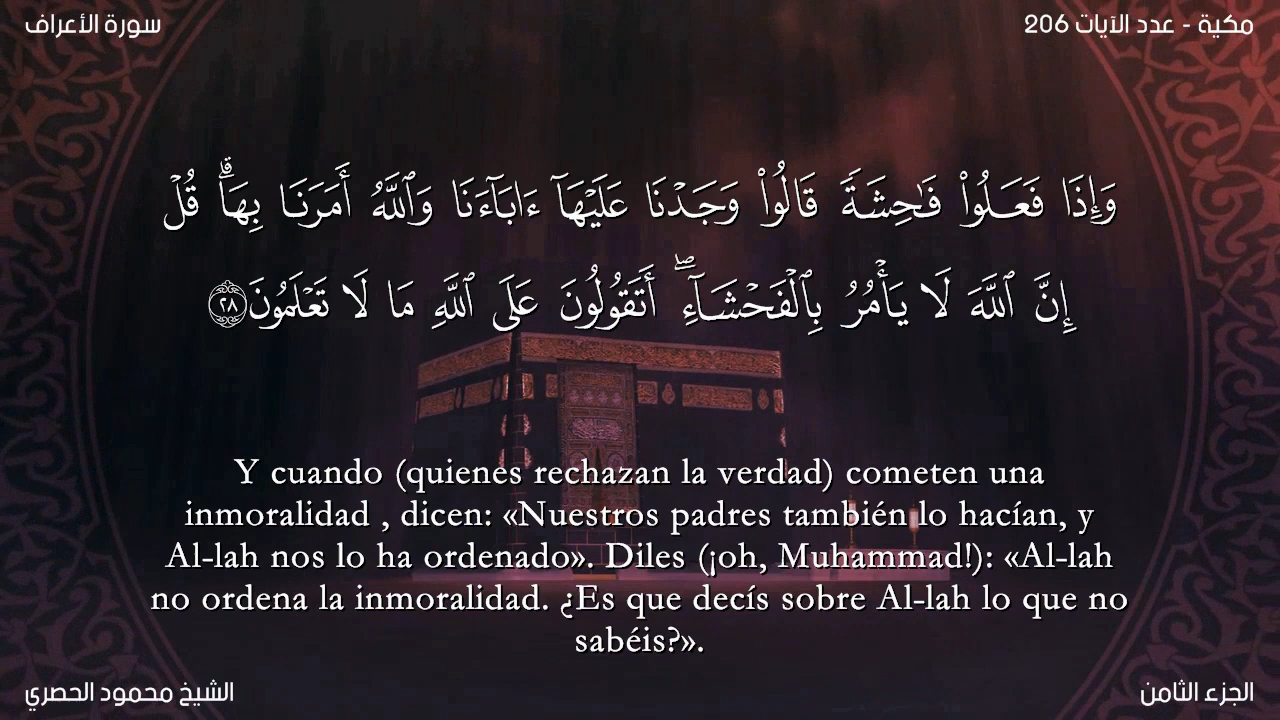 سورة الأعراف
مكية - عدد الآيات 206
وَإِذَا فَعَلُوا۟ فَـٰحِشَةً قَالُوا۟ وَجَدْنَا عَلَيْهَآ ءَابَآءَنَا وَٱللَّهُ أَمَرَنَا بِهَا ۗ قُلْ
إِنَّ ٱللَّهَ لَا يَأْمُرُ بِٱلْفَحْشَآءِ ۖ أَتَقُولُونَ عَلَى ٱللَّهِ مَا لَا تَعْلَمُونَ ٢٨
Y cuando (quienes rechazan la verdad) cometen una
inmoralidad , dicen: «Nuestros padres también lo hacían, y
Al-lah nos lo ha ordenado». Diles (¡oh, Muhammad!): «Al-lah
no ordena la inmoralidad. ¿Es que decís sobre Al-lah lo que no
sabéis?».
الشيخ محمود الحصري
الجزء الثامن